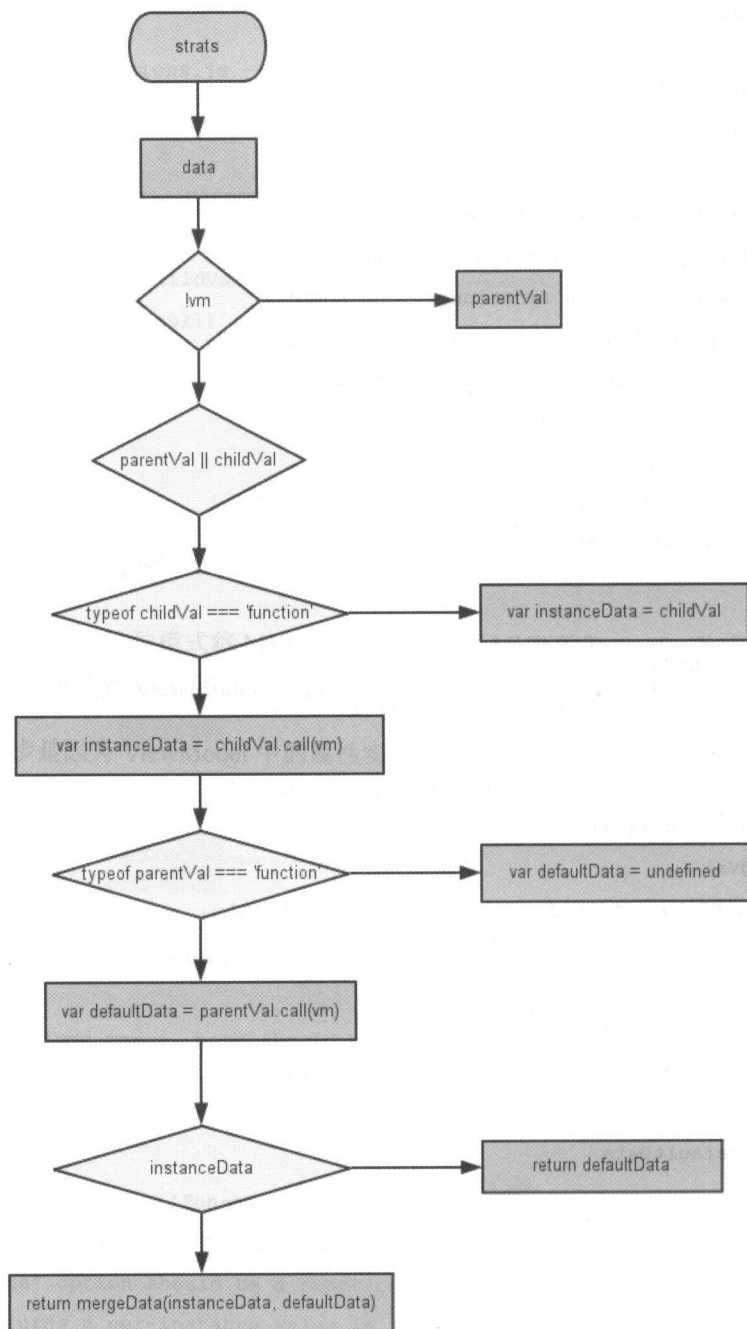 strats
data
!vm
parentVal
parentVal || childVal
typeof childVal === 'function'
var instanceData = childVal
var instanceData = childVal.call(vm)
typeof parentVal === 'function'
var defaultData = undefined
var defaultData = parentVal.call(vm)
instanceData
return defaultData
return mergeData(instanceData, defaultData)